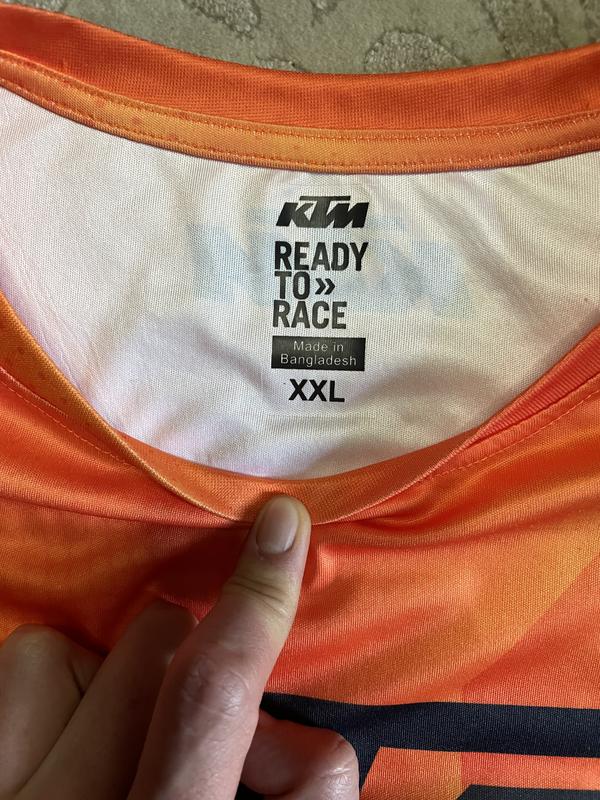 KTM
READY
TO »
RACE
Made in
Bangladesh
XXL